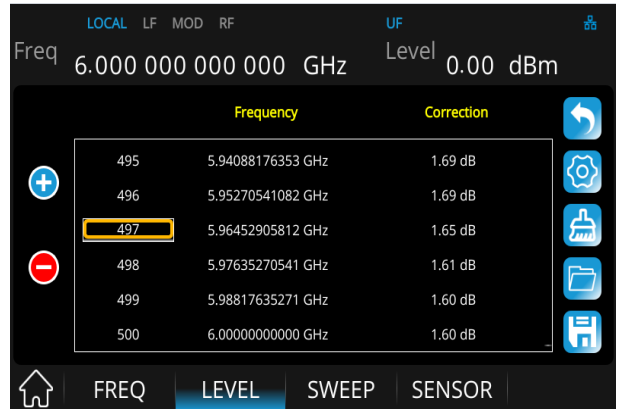 LOCAL LF MOD RF UF
Freq 6.000 000 000 000 GHz Level 0.00 dBm
Frequency Correction
495 5.94088176353 GHz 1.69 dB
496 5.95270541082 GHz 1.69 dB
497 5.96452905812 GHz 1.65 dB
498 5.97635270541 GHz 1.61 dB
499 5.98817635271 GHz 1.60 dB
500 6.00000000000 GHz 1.60 dB
FREQ LEVEL SWEEP SENSOR